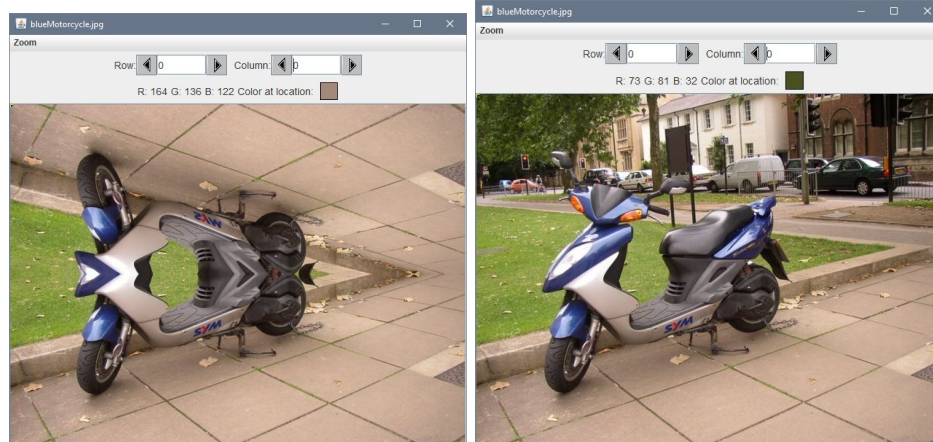 blueMotorcycle.jpg
Zoom
Row: 0 Column: 0
R: 164 G: 136 B: 122 Color at location:
SYM
SYM
blueMotorcycle.jpg
Zoom
Row: 0 Column: 0
R: 73 G: 81 B: 32 Color at location:
SYM